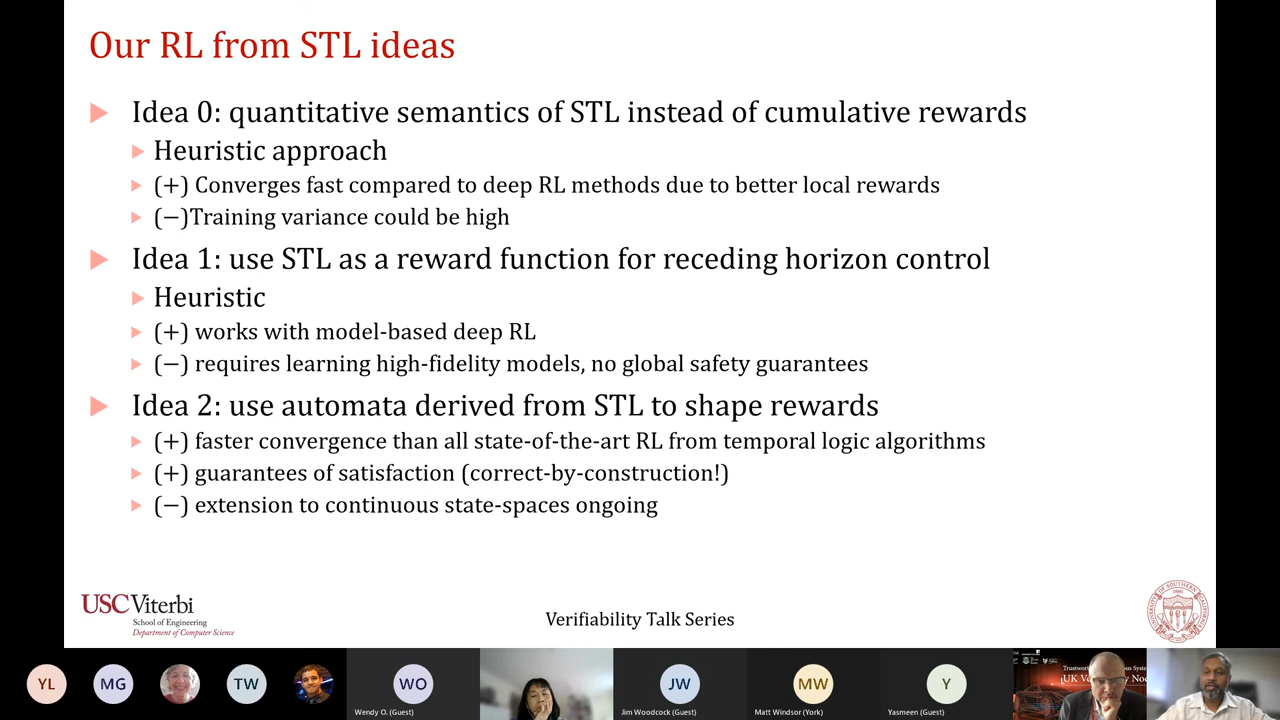 Our RL from STL ideas
Idea 0: quantitative semantics of STL instead of cumulative rewards
Heuristic approach
(+) Converges fast compared to deep RL methods due to better local rewards
(−)Training variance could be high
Idea 1: use STL as a reward function for receding horizon control
Heuristic
(+) works with model-based deep RL
(−) requires learning high-fidelity models, no global safety guarantees
Idea 2: use automata derived from STL to shape rewards
(+) faster convergence than all state-of-the-art RL from temporal logic algorithms
(+) guarantees of satisfaction (correct-by-construction!)
(−) extension to continuous state-spaces ongoing
USC Viterbi
School of Engineering
Department of Computer Science
Verifiability Talk Series
YL
MG
TW
WO
Wendy O. (Guest)
JW
Jim Woodcock (Guest)
MW
Matt Windsor (York)
Y
Yasmeen (Guest)